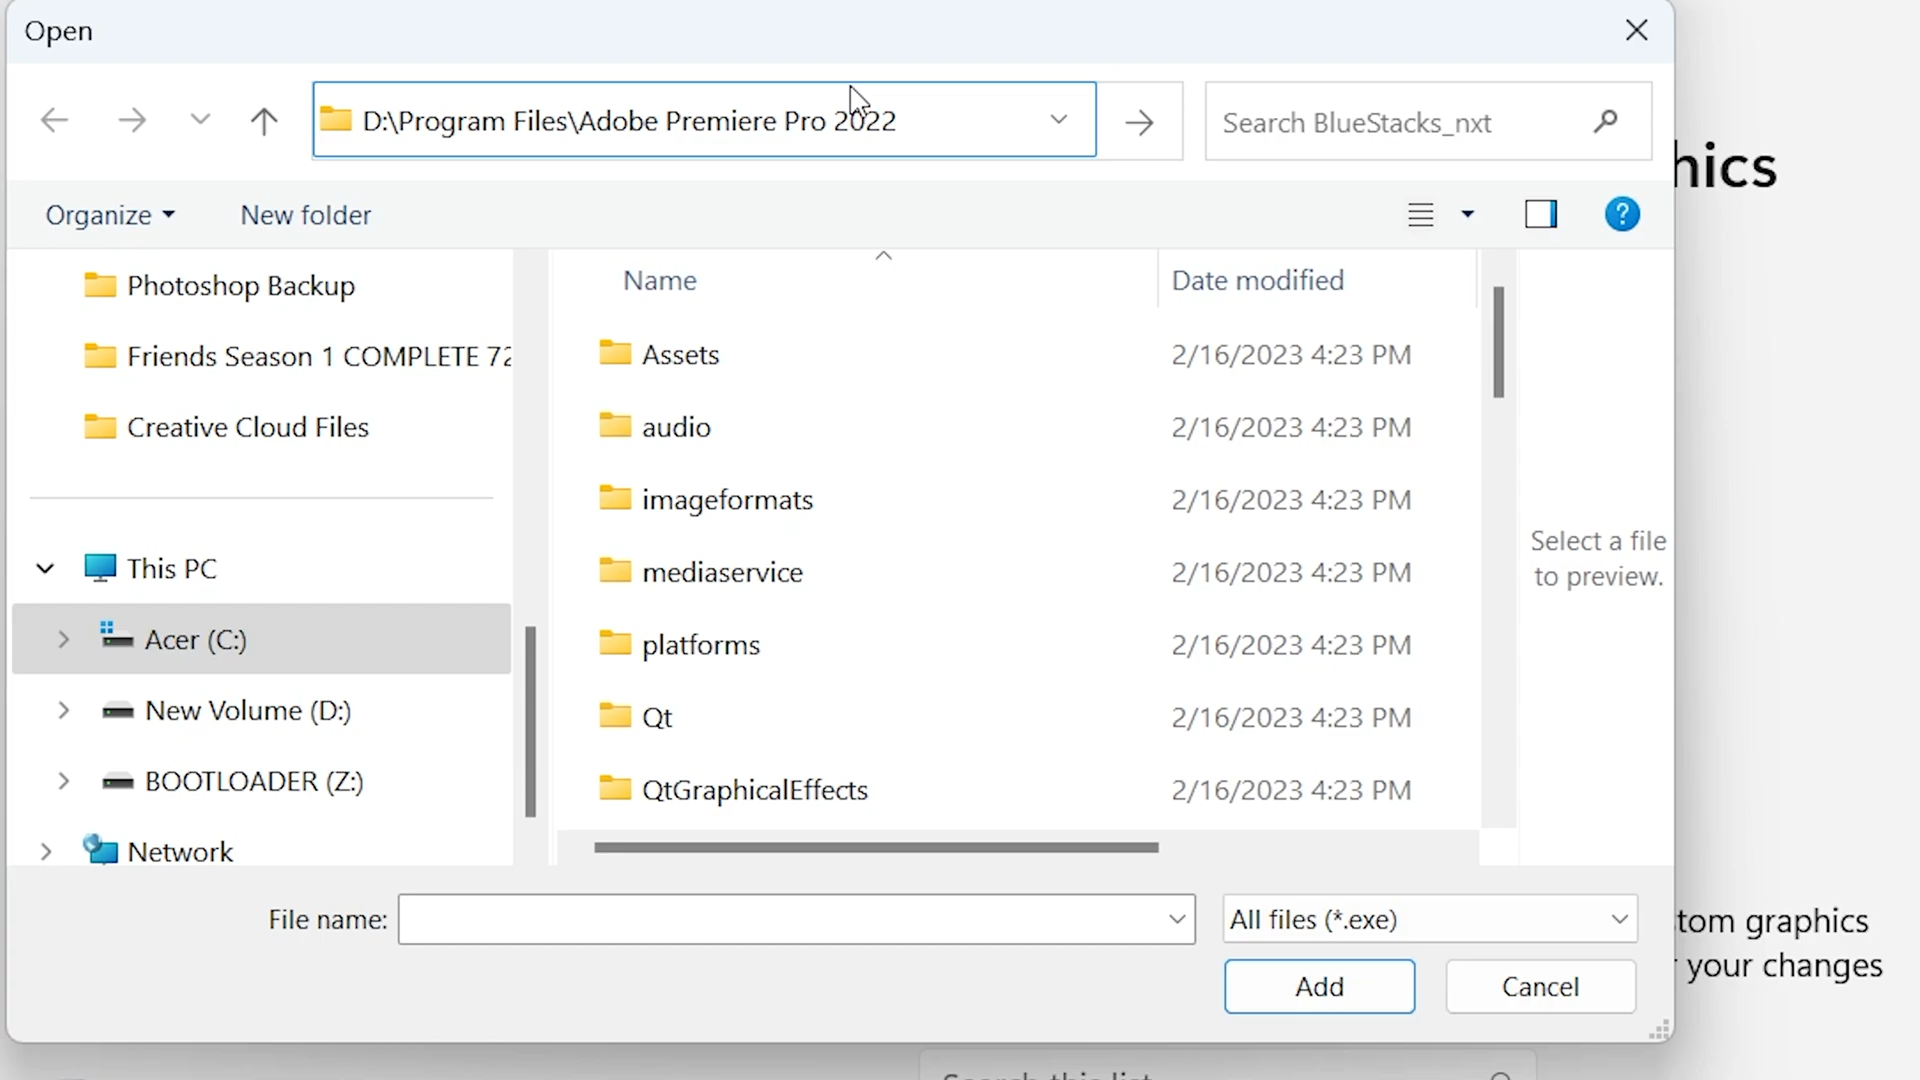 Open
D:\Program Files\Adobe Premiere Pro 2022
Search BlueStacks_nxt
hics
Organize
New folder
Name
Date modified
Photoshop Backup
Friends Season 1 COMPLETE 72
Creative Cloud Files
This PC
Acer (C:)
New Volume (D:)
BOOTLOADER (Z:)
Network
Assets 2/16/2023 4:23 PM
audio 2/16/2023 4:23 PM
imageformats 2/16/2023 4:23 PM
mediaservice 2/16/2023 4:23 PM
platforms 2/16/2023 4:23 PM
Qt 2/16/2023 4:23 PM
QtGraphicalEffects 2/16/2023 4:23 PM
Select a file
to preview.
File name:
All files (*.exe)
Add
Cancel
tom graphics
your changes
Search this list